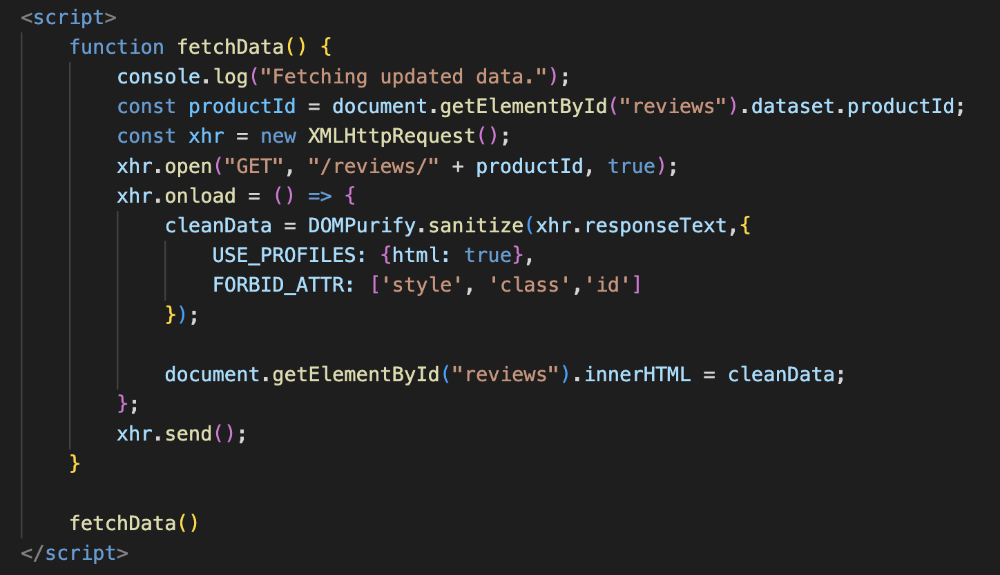 <script>
function fetchData() {
console.log("Fetching updated data.");
const productId = document.getElementById("reviews").dataset.productId;
const xhr = new XMLHttpRequest();
xhr.open("GET", "/reviews/" + productId, true);
xhr.onload = () => {
cleanData = DOMPurify.sanitize(xhr.responseText,{
USE_PROFILES: {html: true},
FORBID_ATTR: ['style', 'class','id']
});
document.getElementById("reviews").innerHTML = cleanData;
};
xhr.send();
}
fetchData()
</script>